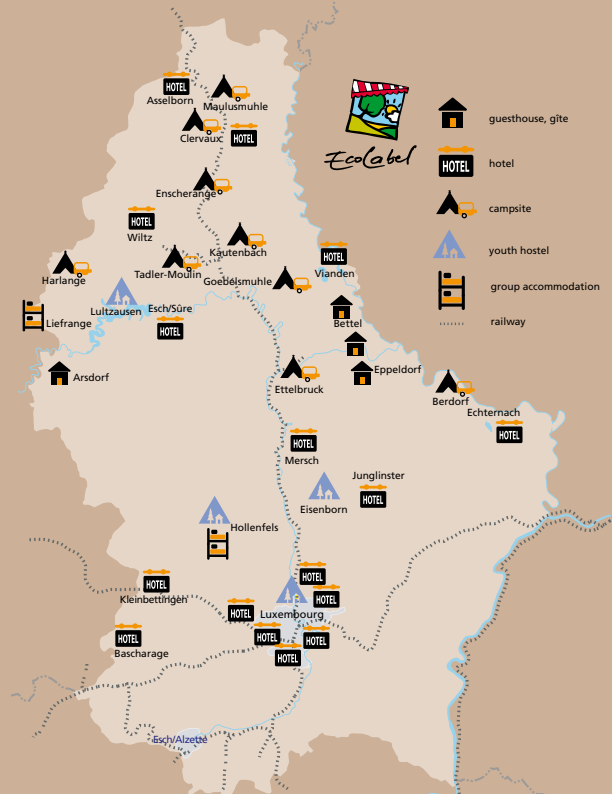 HOTEL
Asselborn
Maulusmuhle
Clervaux
HOTEL
EcoLabel
guesthouse, gîte
HOTEL
hotel
campsite
youth hostel
group accommodation
railway
Enscherange
HOTEL
Wiltz
Kautenbach
Tadler-Moulin
Goebelsmuhle
HOTEL
Vianden
Harlange
Lultzausen
Esch/Sûre
HOTEL
Liefrange
Bettel
Arsdorf
Eppeldorf
Ettelbruck
Berdorf
Echternach
HOTEL
HOTEL
Mersch
Junglinster
HOTEL
Eisenborn
Hollenfels
HOTEL
Kleinbettingen
HOTEL
HOTEL
HOTEL
Luxembourg
HOTEL
Bascharage
HOTEL
HOTEL
HOTEL
Esch/Alzette